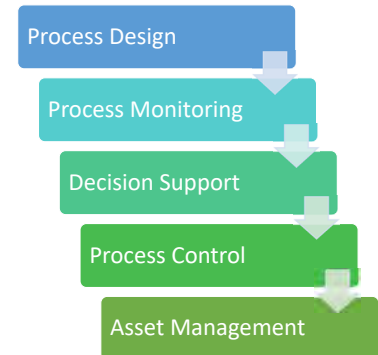 Process Design
Process Monitoring
Decision Support
Process Control
Asset Management